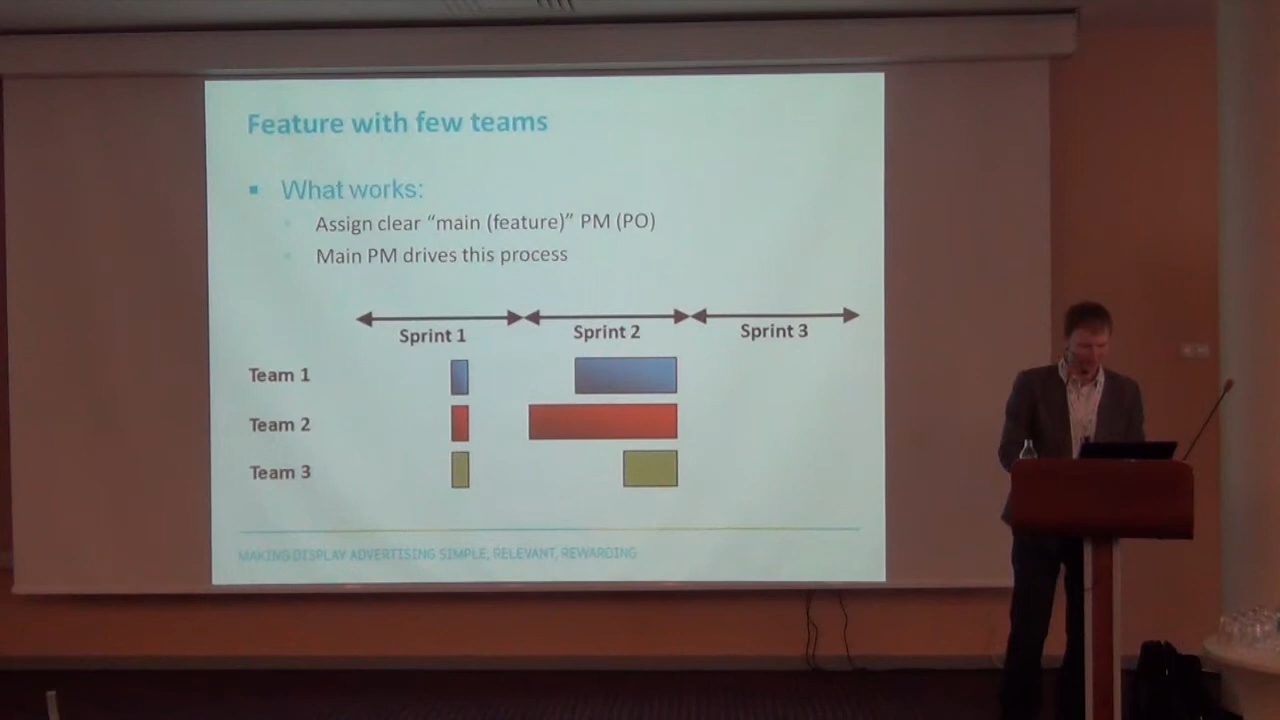 Feature with few teams
What works:
Assign clear “main (feature)” PM (PO)
Main PM drives this process
Sprint 1 Sprint 2 Sprint 3
Team 1
Team 2
Team 3
MAKING DISPLAY ADVERTISING SIMPLE, RELEVANT, REWARDING